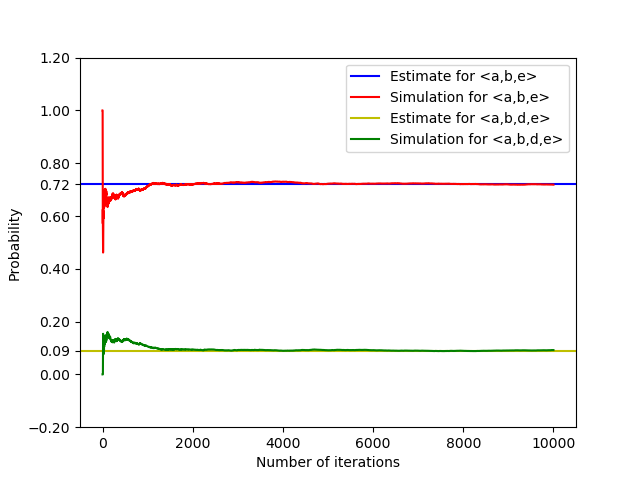 Estimate for <a,b,e>
Simulation for <a,b,e>
Estimate for <a,b,d,e>
Simulation for <a,b,d,e>
1.20
1.00
0.80
0.72
0.60
0.40
0.20
0.09
0.00
−0.20
Probability
0 2000 4000 6000 8000 10000
Number of iterations